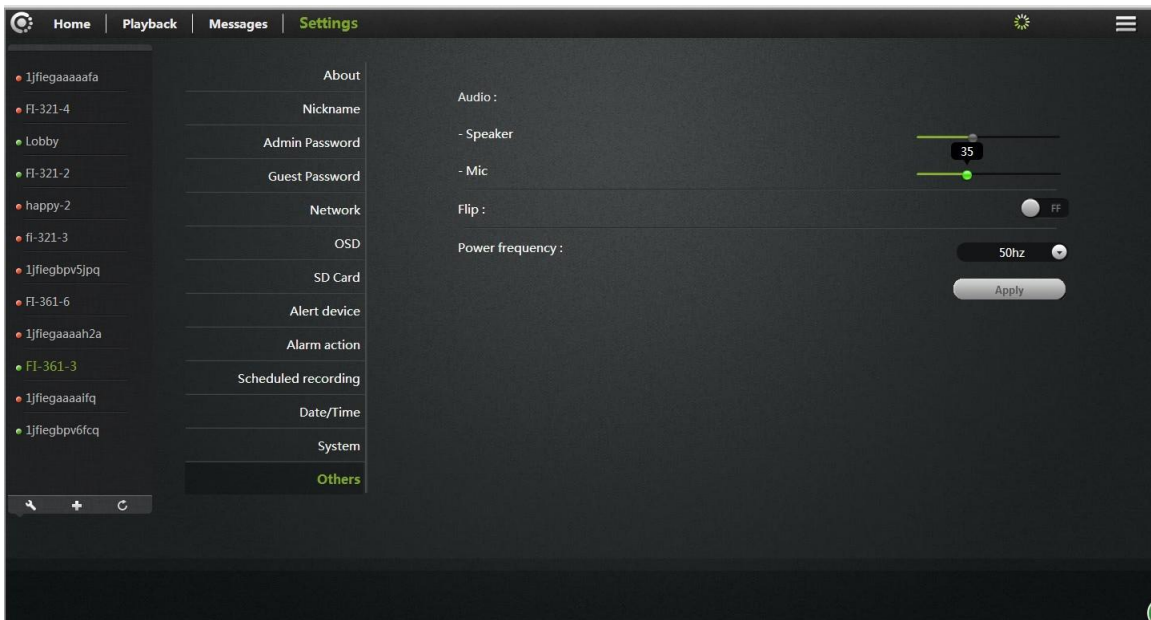 Home | Playback | Messages | Settings
1jfiegaaaaafa
FI-321-4
Lobby
FI-321-2
happy-2
fi-321-3
1jfiegbpv5jpq
FI-361-6
1jfiegaaaah2a
FI-361-3
1jfiegaaaaifq
1jfiegbpv6fcq
About
Nickname
Admin Password
Guest Password
Network
OSD
SD Card
Alert device
Alarm action
Scheduled recording
Date/Time
System
Others
Audio :
- Speaker
35
- Mic
Flip :
FF
Power frequency :
50hz
Apply